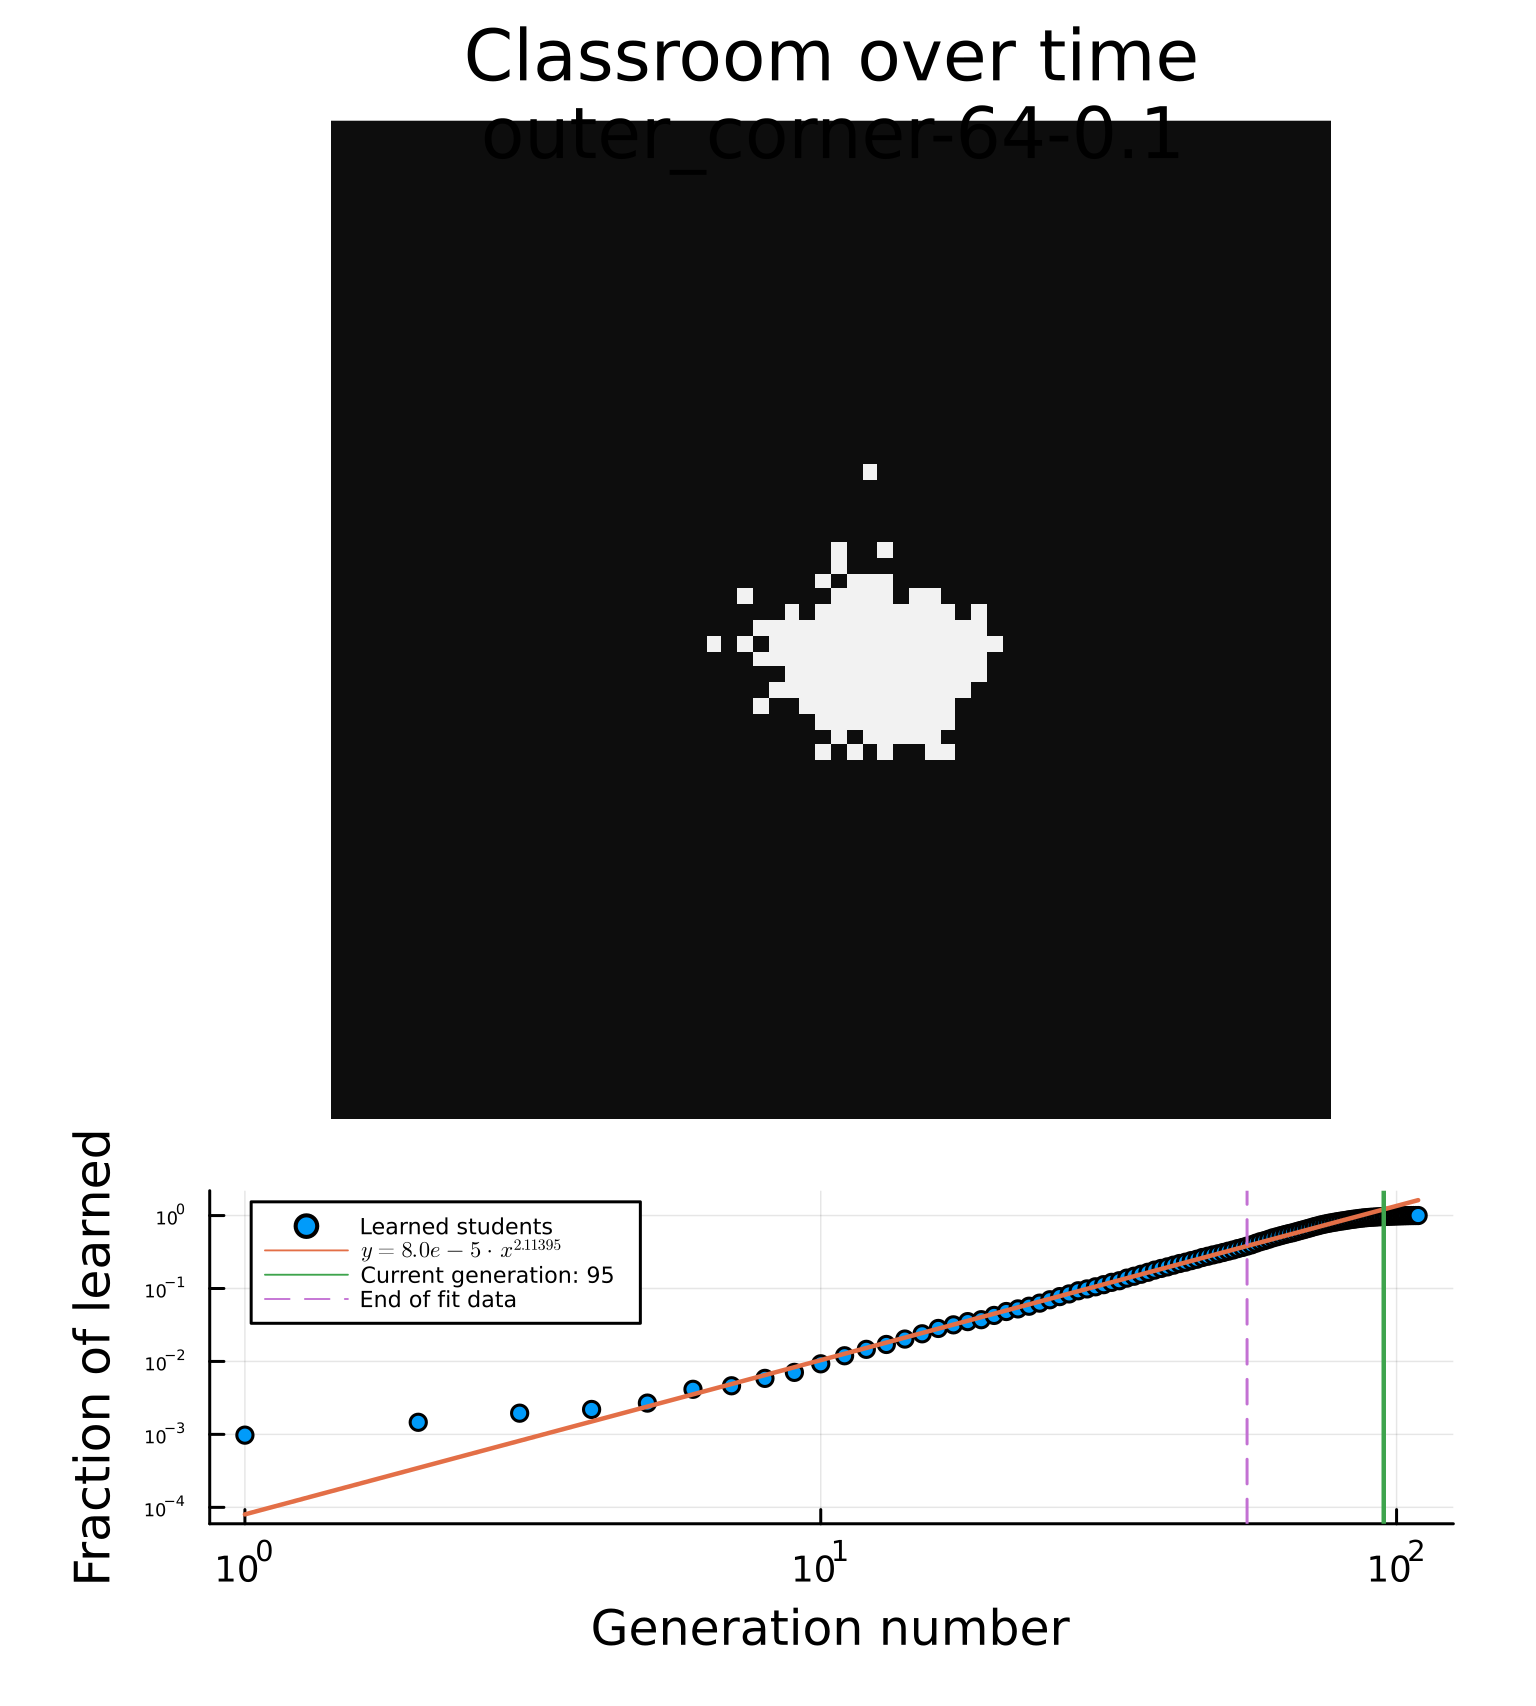 Classroom over time
outer_corner-64-0.1
Fraction of learned
10^0
10^-1
10^-2
10^-3
10^-4
Learned students
y = 8.0e − 5 · x^2.11395
Current generation: 95
End of fit data
10^0
10^1
10^2
Generation number